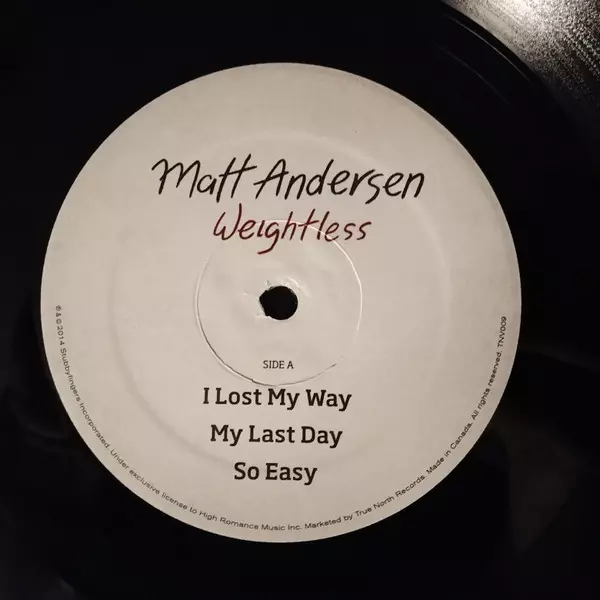 Matt Andersen
Weightless
SIDE A
I Lost My Way
My Last Day
So Easy
℗ & © 2014 Stubbyfingers Incorporated. Under exclusive license to High Romance Music Inc. Marketed by True North Records. Made in Canada. All rights reserved. TNV009